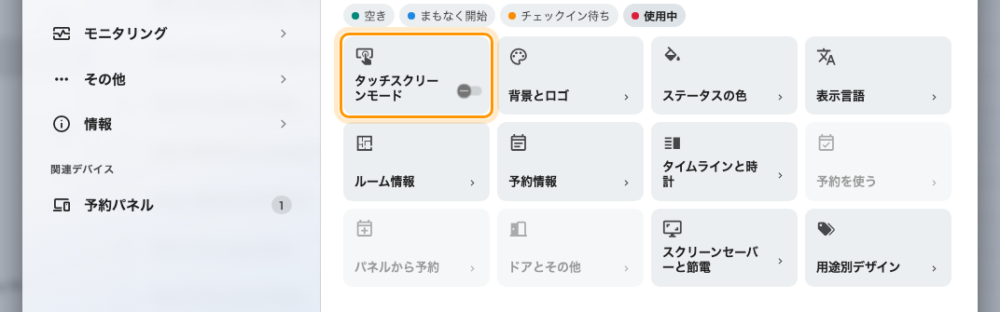 モニタリング
その他
情報
関連デバイス
予約パネル
1
空き
まもなく開始
チェックイン待ち
使用中
タッチスクリー
ンモード
背景とロゴ
ステータスの色
表示言語
ルーム情報
予約情報
タイムラインと時
計
予約を使う
パネルから予約
ドアとその他
スクリーンセーバ
ーと節電
用途別デザイン